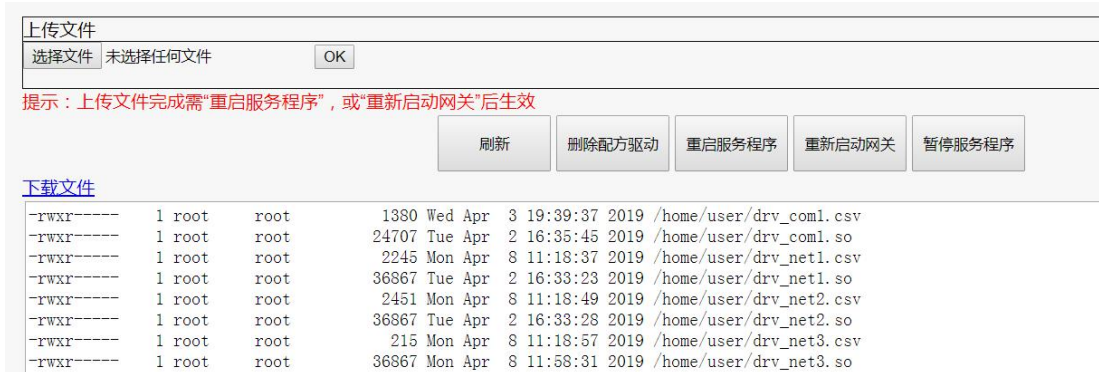 上传文件
选择文件 未选择任何文件 OK
提示：上传文件完成需“重启服务程序”，或“重新启动网关”后生效
刷新 删除配方驱动 重启服务程序 重新启动网关 暂停服务程序
下载文件
-rwxr----- 1 root root 1380 Wed Apr 3 19:39:37 2019 /home/user/drv_com1.csv
-rwxr----- 1 root root 24707 Tue Apr 2 16:35:45 2019 /home/user/drv_com1.so
-rwxr----- 1 root root 2245 Mon Apr 8 11:18:37 2019 /home/user/drv_net1.csv
-rwxr----- 1 root root 36867 Tue Apr 2 16:33:23 2019 /home/user/drv_net1.so
-rwxr----- 1 root root 2451 Mon Apr 8 11:18:49 2019 /home/user/drv_net2.csv
-rwxr----- 1 root root 36867 Tue Apr 2 16:33:28 2019 /home/user/drv_net2.so
-rwxr----- 1 root root 215 Mon Apr 8 11:18:57 2019 /home/user/drv_net3.csv
-rwxr----- 1 root root 36867 Mon Apr 8 11:58:31 2019 /home/user/drv_net3.so